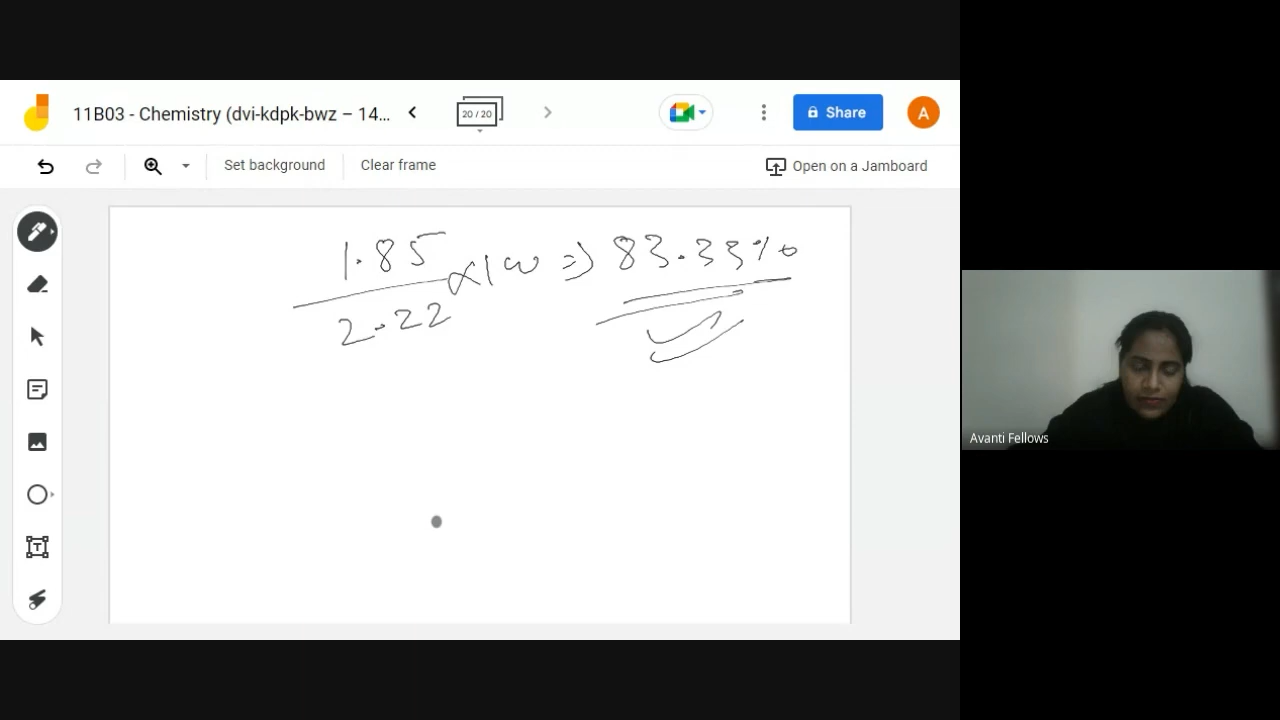 11B03 - Chemistry (dvi-kdpk-bwz – 14...
20 / 20
Share
A
Set background
Clear frame
Open on a Jamboard
1.85
2.22
×100 ⇒ 83.33%
T
Avanti Fellows